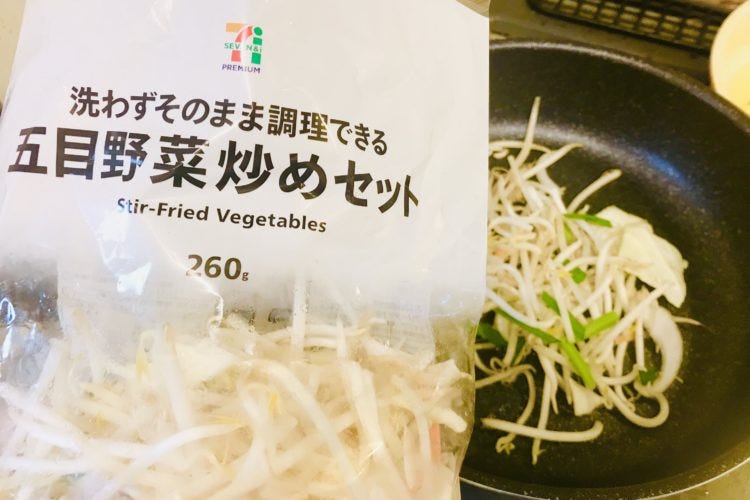 SEVEN&i
PREMIUM
洗わずそのまま調理できる
五目野菜炒めセット
Stir-Fried Vegetables
260g